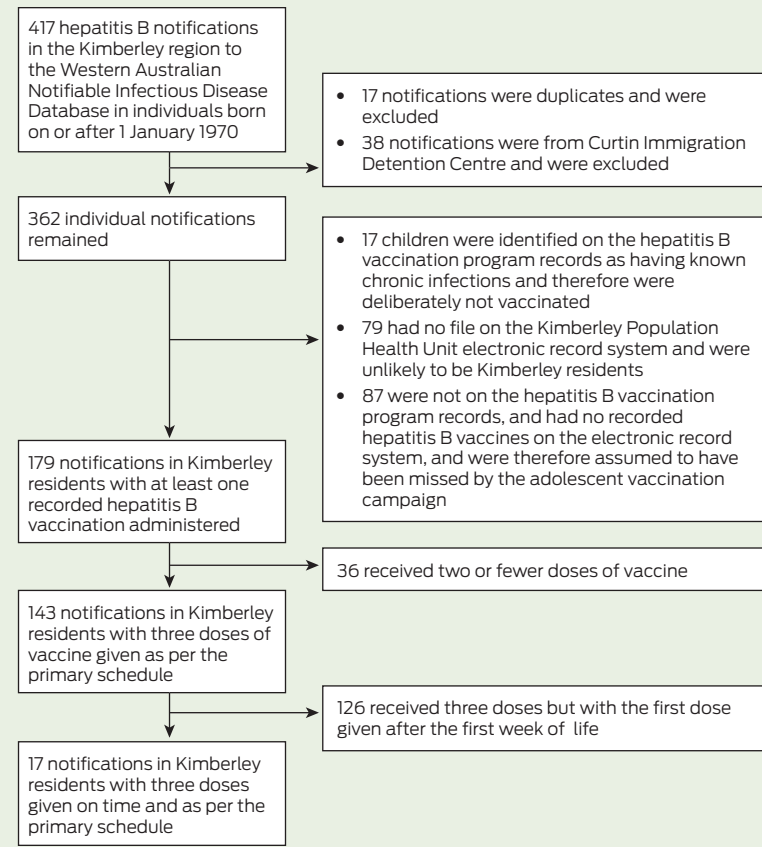 417 hepatitis B notifications
in the Kimberley region to
the Western Australian
Notifiable Infectious Disease
Database in individuals born
on or after 1 January 1970
• 17 notifications were duplicates and were
excluded
• 38 notifications were from Curtin Immigration
Detention Centre and were excluded
362 individual notifications
remained
• 17 children were identified on the hepatitis B
vaccination program records as having known
chronic infections and therefore were
deliberately not vaccinated
• 79 had no file on the Kimberley Population
Health Unit electronic record system and were
unlikely to be Kimberley residents
• 87 were not on the hepatitis B vaccination
program records, and had no recorded
hepatitis B vaccines on the electronic record
system, and were therefore assumed to have
been missed by the adolescent vaccination
campaign
179 notifications in Kimberley
residents with at least one
recorded hepatitis B
vaccination administered
36 received two or fewer doses of vaccine
143 notifications in Kimberley
residents with three doses of
vaccine given as per the
primary schedule
126 received three doses but with the first dose
given after the first week of life
17 notifications in Kimberley
residents with three doses
given on time and as per the
primary schedule